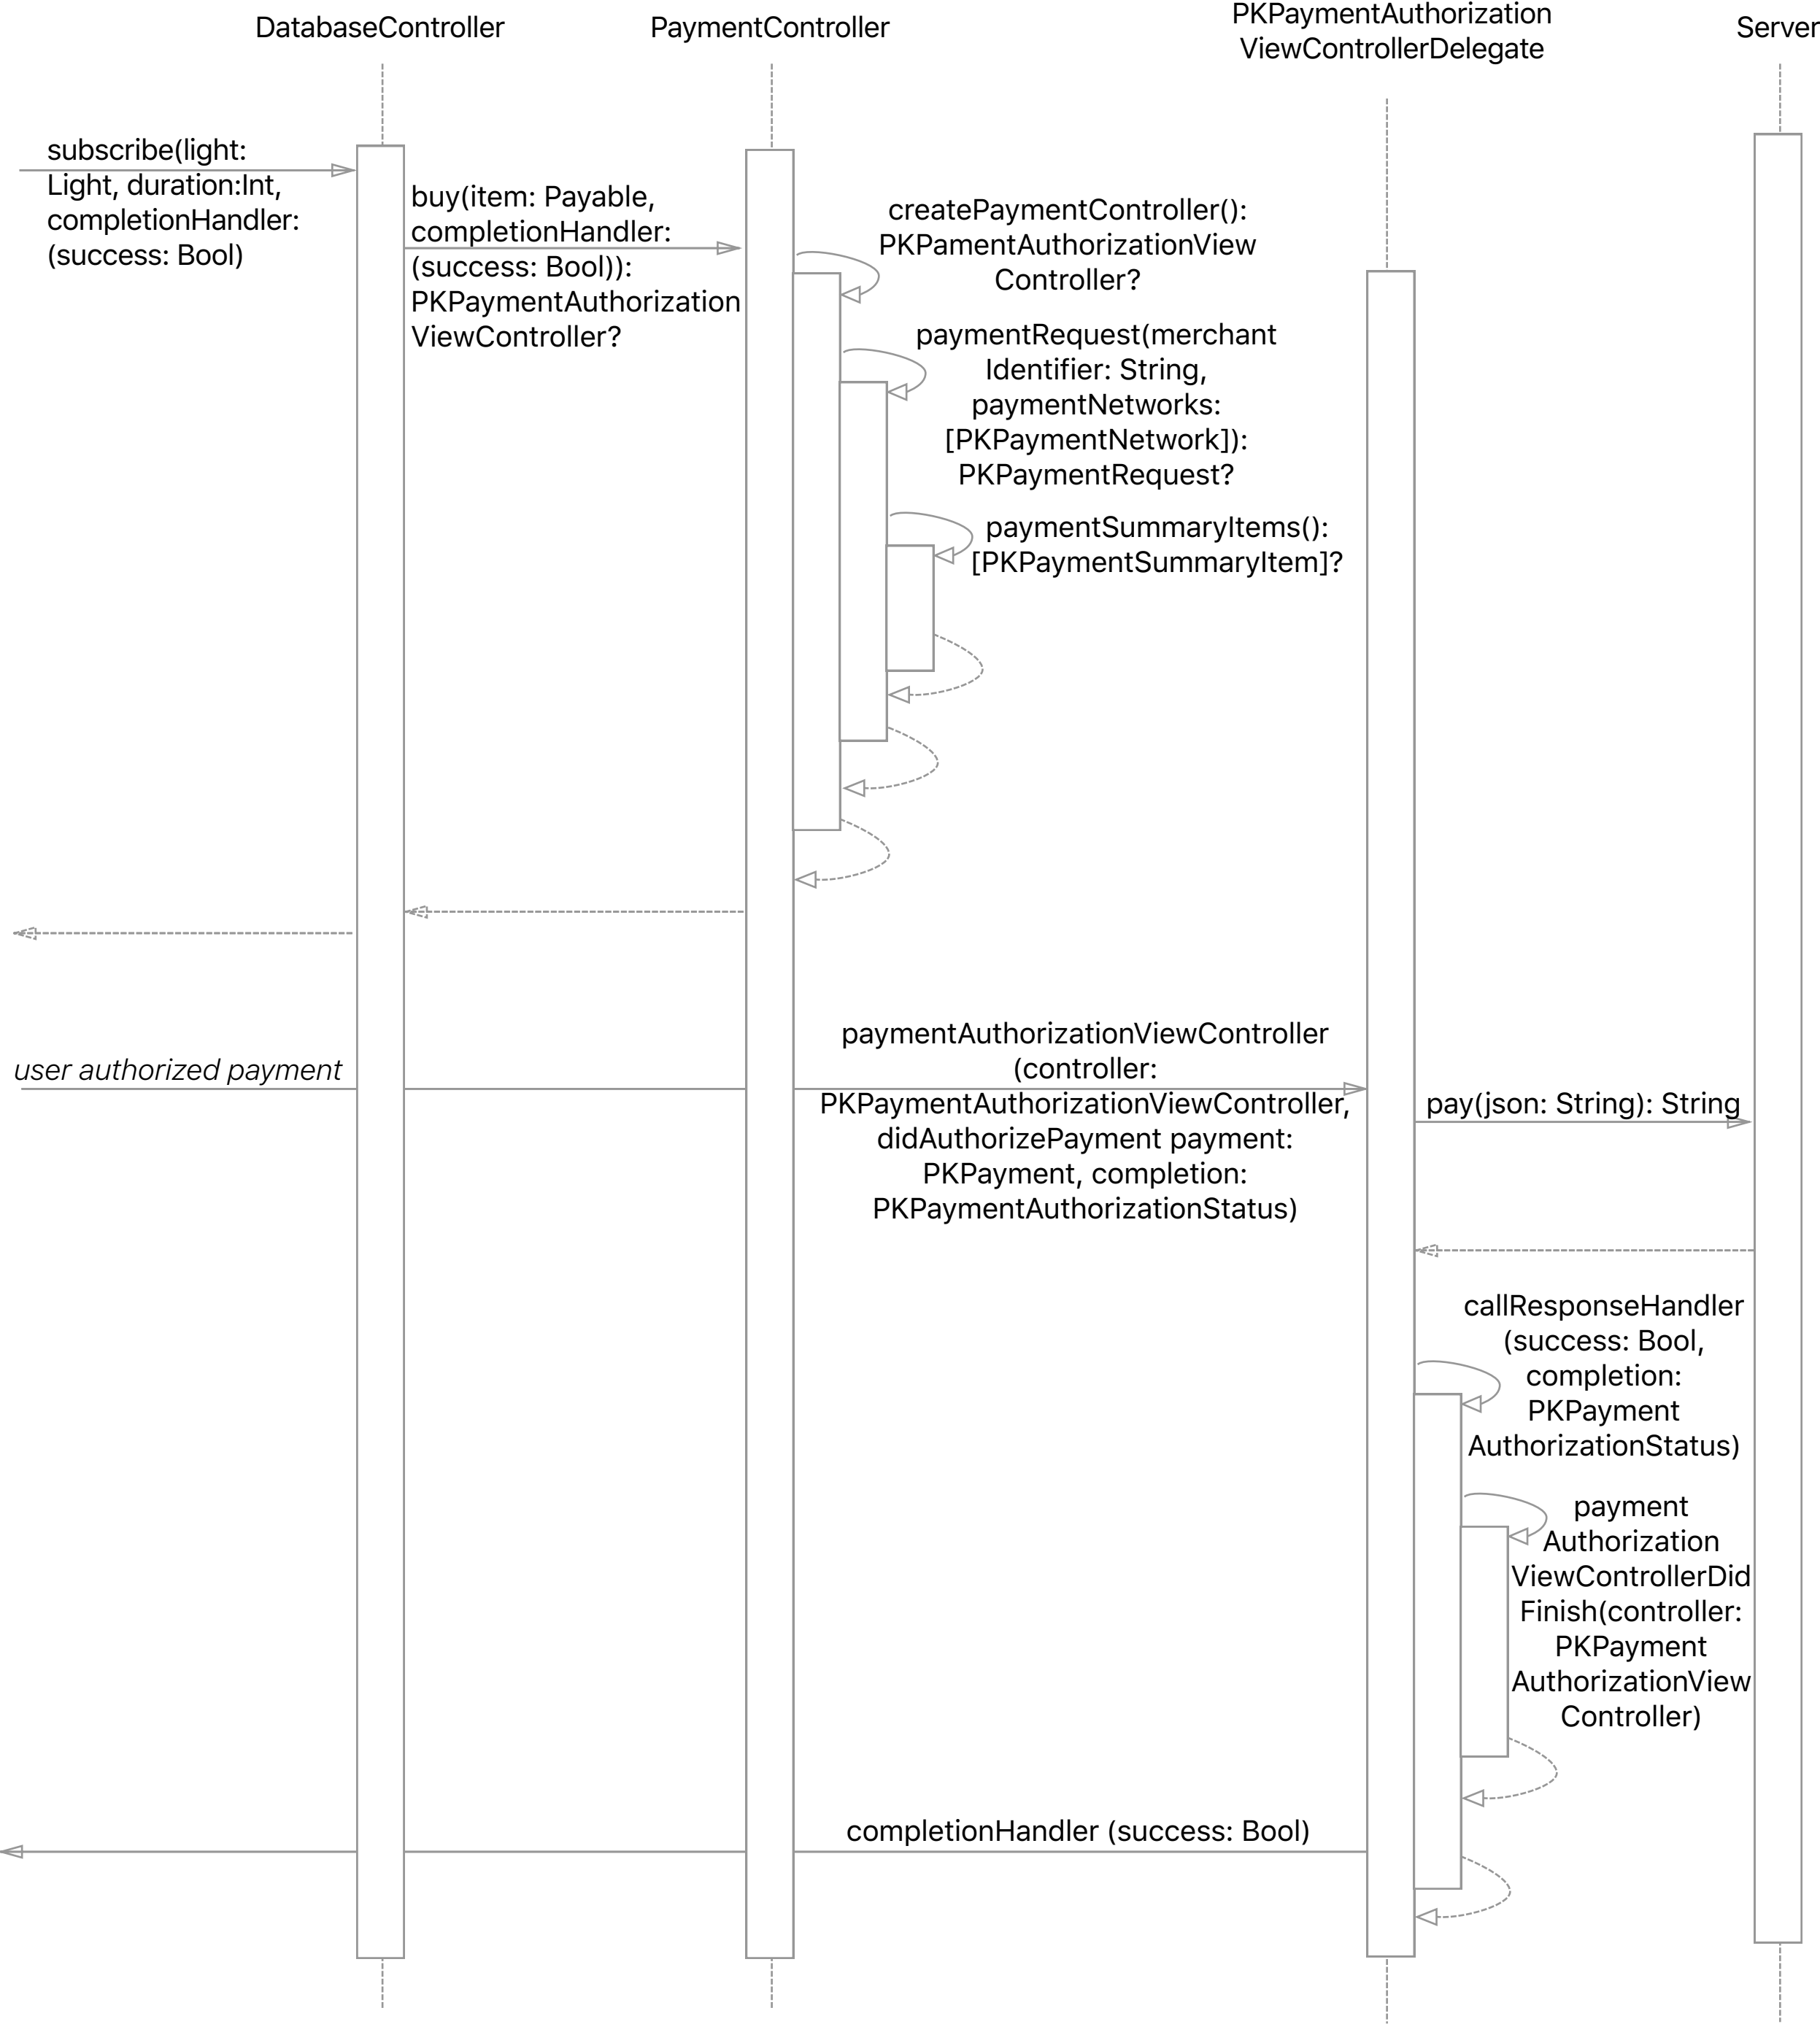 DatabaseController
PaymentController
PKPaymentAuthorization
ViewControllerDelegate
Server
subscribe(light:
Light, duration:Int,
completionHandler:
(success: Bool)
buy(item: Payable,
completionHandler:
(success: Bool)):
PKPaymentAuthorization
ViewController?
createPaymentController():
PKPamentAuthorizationView
Controller?
paymentRequest(merchant
Identifier: String,
paymentNetworks:
[PKPaymentNetwork]):
PKPaymentRequest?
paymentSummaryItems():
[PKPaymentSummaryItem]?
user authorized payment
paymentAuthorizationViewController
(controller:
PKPaymentAuthorizationViewController,
didAuthorizePayment payment:
PKPayment, completion:
PKPaymentAuthorizationStatus)
pay(json: String): String
callResponseHandler
(success: Bool,
completion:
PKPayment
AuthorizationStatus)
payment
Authorization
ViewControllerDid
Finish(controller:
PKPayment
AuthorizationView
Controller)
completionHandler (success: Bool)